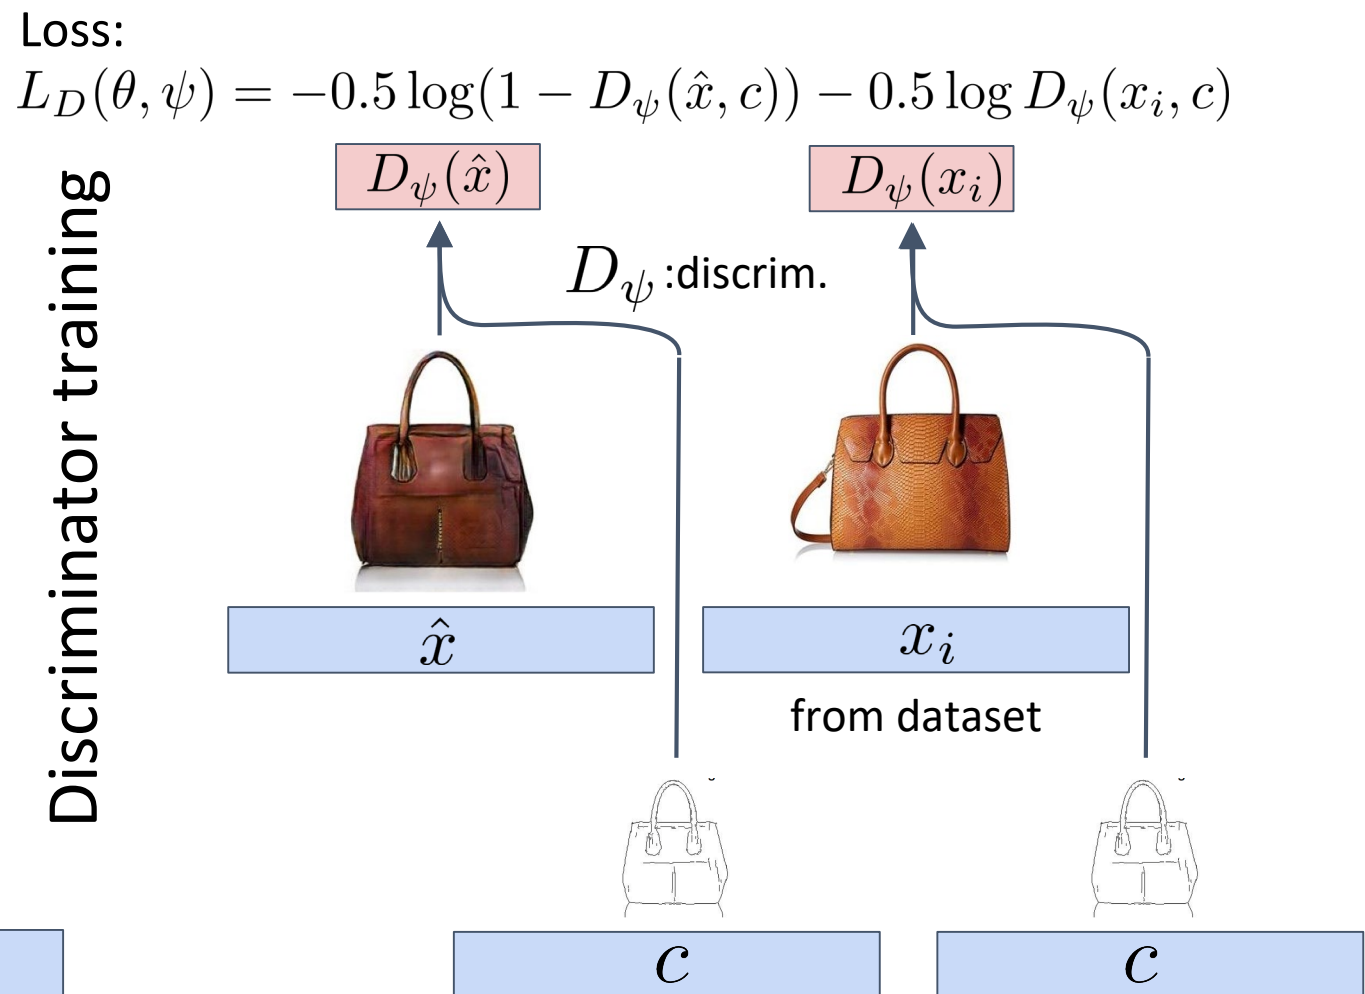 Loss:
L_D(θ, ψ) = −0.5 log(1 − D_ψ(x̂, c)) − 0.5 log D_ψ(x_i, c)
Discriminator training
D_ψ(x̂)
D_ψ(x_i)
D_ψ :discrim.
x̂
x_i
from dataset
c
c